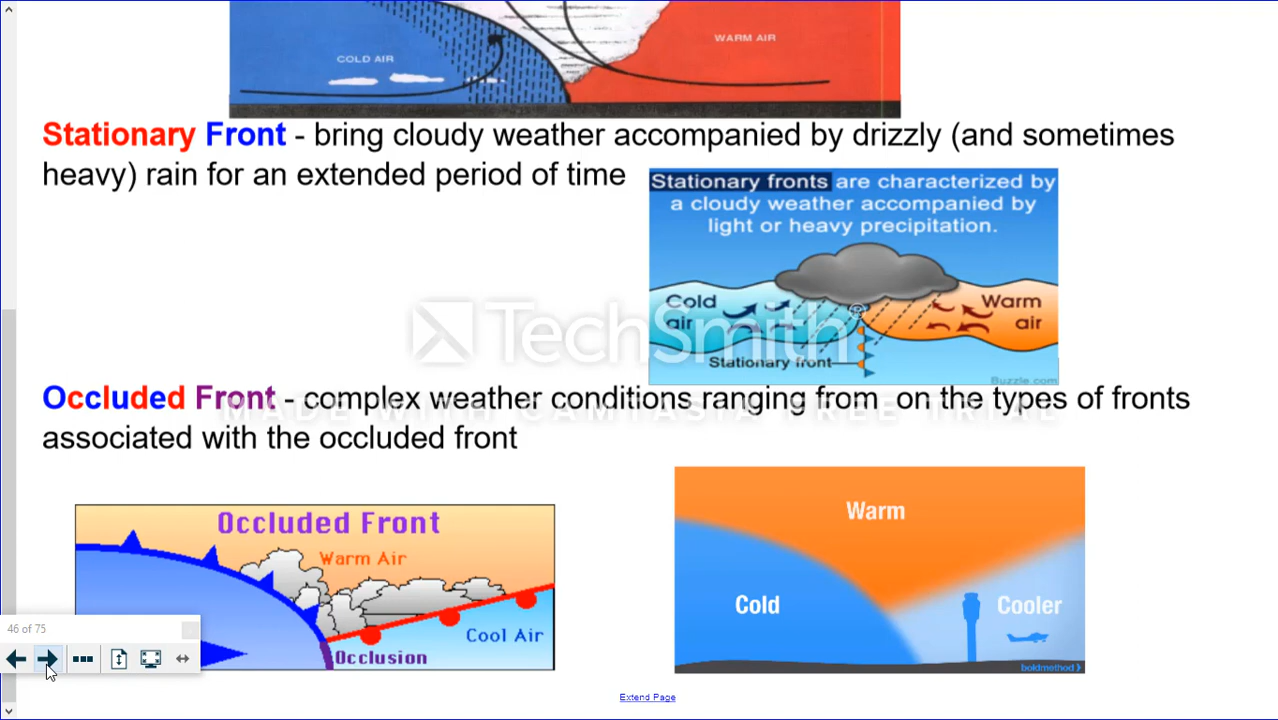 COLD AIR
WARM AIR
Stationary Front - bring cloudy weather accompanied by drizzly (and sometimes
heavy) rain for an extended period of time
Stationary fronts are characterized by
a cloudy weather accompanied by
light or heavy precipitation.
Cold
air
Warm
air
Stationary front
Buzzle.com
TechSmith
MADE WITH CAMTASIA FREE TRIAL
Occluded Front - complex weather conditions ranging from on the types of fronts
associated with the occluded front
Occluded Front
Warm Air
Cool Air
Occlusion
Warm
Cold
Cooler
boldmethod
46 of 75
Extend Page